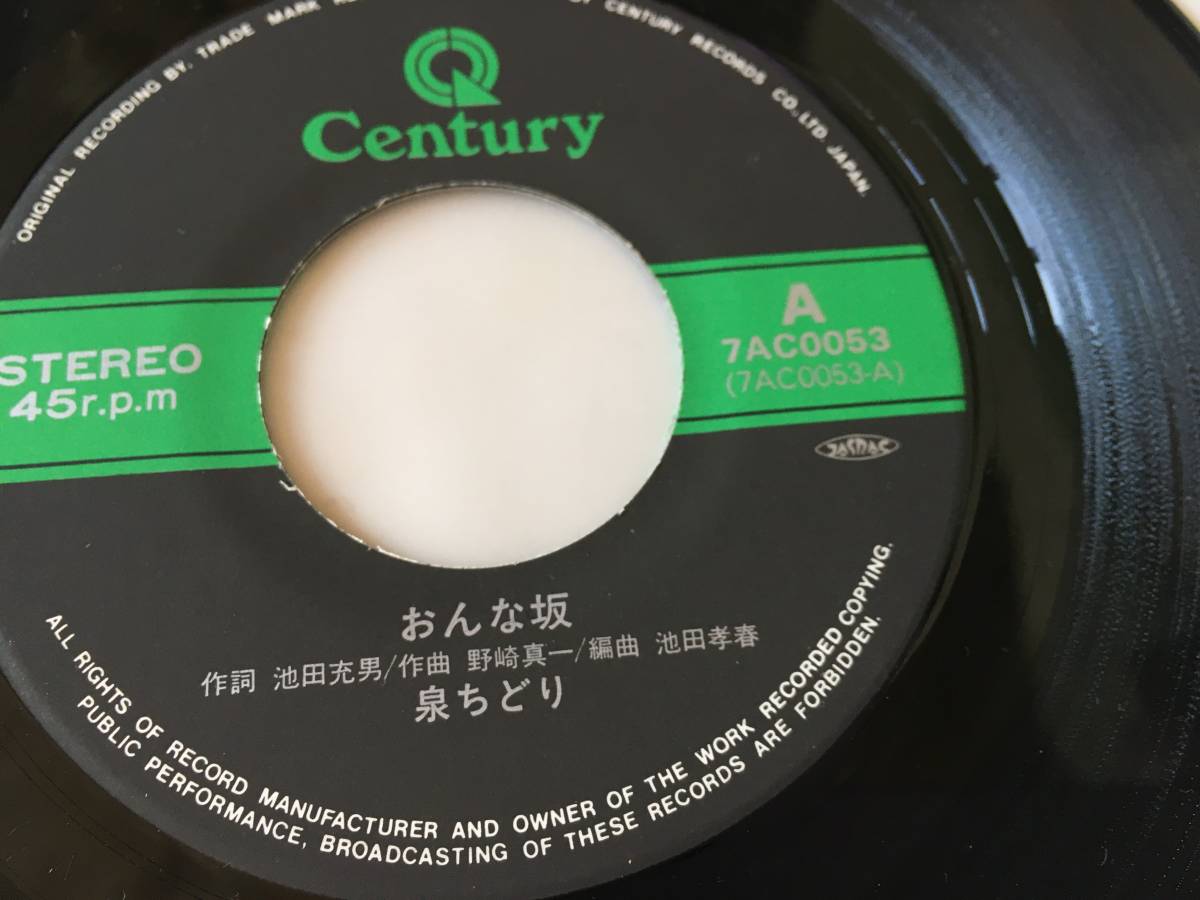 ORIGINAL RECORDING BY. TRADE MARK BY CENTURY RECORDS CO., LTD. JAPAN.
Century
STEREO
45r.p.m
A
7AC0053
(7AC0053-A)
JASRAC
おんな坂
作詞 池田充男/作曲 野崎真一/編曲 池田孝春
泉ちどり
ALL RIGHTS OF RECORD MANUFACTURER AND OWNER OF THE WORK RECORDED COPYING.
PUBLIC PERFORMANCE, BROADCASTING OF THESE RECORDS ARE FORBIDDEN.